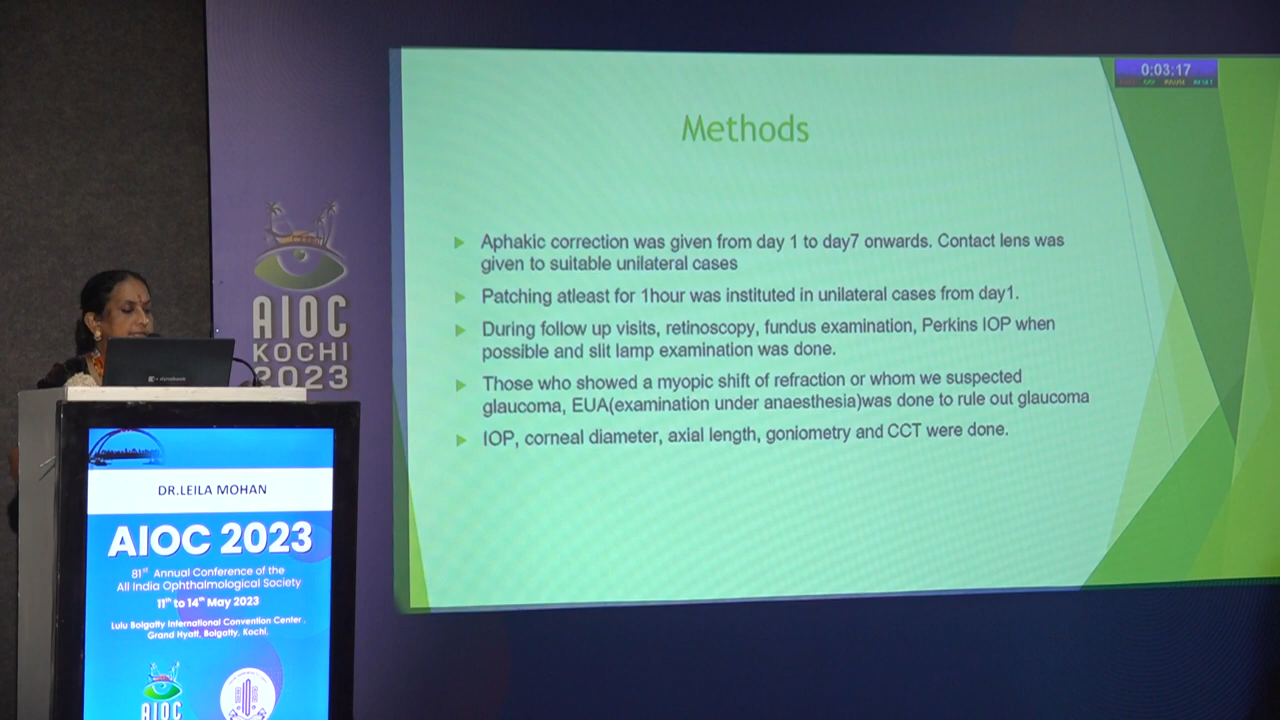 0:03:17
Methods
Aphakic correction was given from day 1 to day7 onwards. Contact lens was
given to suitable unilateral cases
Patching atleast for 1hour was instituted in unilateral cases from day1.
During follow up visits, retinoscopy, fundus examination, Perkins IOP when
possible and slit lamp examination was done.
Those who showed a myopic shift of refraction or whom we suspected
glaucoma, EUA(examination under anaesthesia)was done to rule out glaucoma
IOP, corneal diameter, axial length, goniometry and CCT were done.
AIOC
KOCHI
2023
DR.LEILA MOHAN
AIOC 2023
81st Annual Conference of the
All India Ophthalmological Society
11th to 14th May 2023
Lulu Bolgatty International Convention Center,
Grand Hyatt, Bolgatty, Kochi.
AIOC